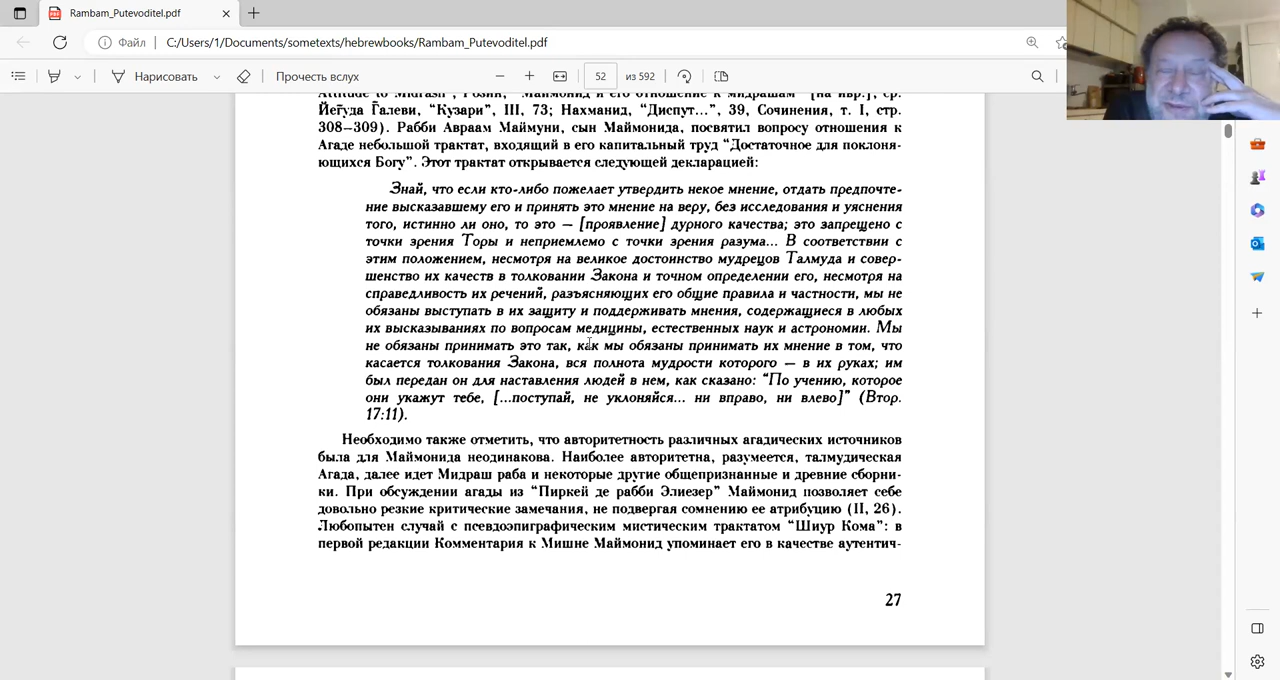 Rambam_Putevoditel.pdf
Файл C:/Users/1/Documents/sometexts/hebrewbooks/Rambam_Putevoditel.pdf
Нарисовать Прочесть вслух 52 из 592
Attitude to Midrash”, Розин, “Маймонид и его отношение к мидрашам” [на ивр.], ср.
Йегуда Галеви, “Кузари”, III, 73; Нахманид, “Диспут...”, 39, Сочинения, т. I, стр.
308–309). Рабби Авраам Маймуни, сын Маймонида, посвятил вопросу отношения к
Агаде небольшой трактат, входящий в его капитальный труд “Достаточное для поклоня-
ющихся Богу”. Этот трактат открывается следующей декларацией:
Знай, что если кто-либо пожелает утвердить некое мнение, отдать предпочте-
ние высказавшему его и принять это мнение на веру, без исследования и уяснения
того, истинно ли оно, то это — [проявление] дурного качества; это запрещено с
точки зрения Торы и неприемлемо с точки зрения разума... В соответствии с
этим положением, несмотря на великое достоинство мудрецов Талмуда и совер-
шенство их качеств в толковании Закона и точном определении его, несмотря на
справедливость их речений, разъясняющих его общие правила и частности, мы не
обязаны выступать в их защиту и поддерживать мнения, содержащиеся в любых
их высказываниях по вопросам медицины, естественных наук и астрономии. Мы
не обязаны принимать это так, как мы обязаны принимать их мнение в том, что
касается толкования Закона, вся полнота мудрости которого — в их руках; им
был передан он для наставления людей в нем, как сказано: “По учению, которое
они укажут тебе, [...поступай, не уклоняйся... ни вправо, ни влево]” (Втор.
17:11).
Необходимо также отметить, что авторитетность различных агадических источников
была для Маймонида неодинакова. Наиболее авторитетна, разумеется, талмудическая
Агада, далее идет Мидраш раба и некоторые другие общепризнанные и древние сборни-
ки. При обсуждении агады из “Пиркей де рабби Элиезер” Маймонид позволяет себе
довольно резкие критические замечания, не подвергая сомнению ее атрибуцию (II, 26).
Любопытен случай с псевдоэпиграфическим мистическим трактатом “Шиур Кома”: в
первой редакции Комментария к Мишне Маймонид упоминает его в качестве аутентич-
27